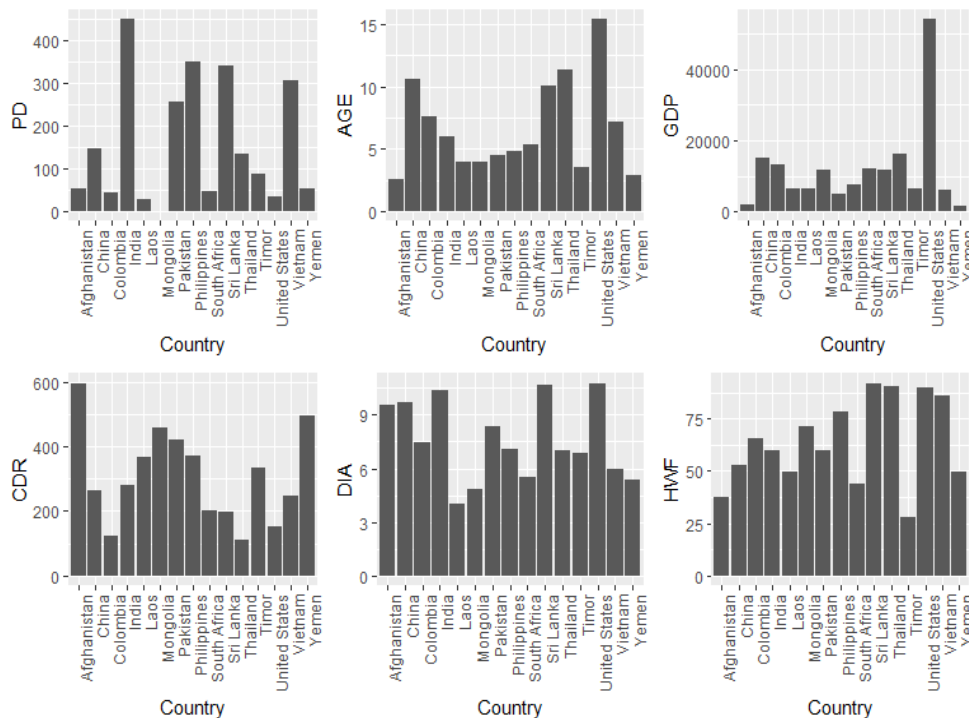 PD
400
300
200
100
0
Afghanistan
China
Colombia
India
Laos
Mongolia
Pakistan
Philippines
South Africa
Sri Lanka
Thailand
Timor
United States
Vietnam
Yemen
Country
AGE
15
10
5
0
Afghanistan
China
Colombia
India
Laos
Mongolia
Pakistan
Philippines
South Africa
Sri Lanka
Thailand
Timor
United States
Vietnam
Yemen
Country
GDP
40000
20000
0
Afghanistan
China
Colombia
India
Laos
Mongolia
Pakistan
Philippines
South Africa
Sri Lanka
Thailand
Timor
United States
Vietnam
Yemen
Country
CDR
600
400
200
0
Afghanistan
China
Colombia
India
Laos
Mongolia
Pakistan
Philippines
South Africa
Sri Lanka
Thailand
Timor
United States
Vietnam
Yemen
Country
DIA
9
6
3
0
Afghanistan
China
Colombia
India
Laos
Mongolia
Pakistan
Philippines
South Africa
Sri Lanka
Thailand
Timor
United States
Vietnam
Yemen
Country
HWF
75
50
25
0
Afghanistan
China
Colombia
India
Laos
Mongolia
Pakistan
Philippines
South Africa
Sri Lanka
Thailand
Timor
United States
Vietnam
Yemen
Country